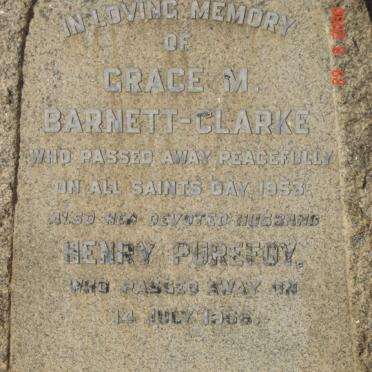 IN LOVING MEMORY
OF
GRACE M.
BARNETT-CLARKE
WHO PASSED AWAY PEACEFULLY
ON ALL SAINTS DAY, 1953.
ALSO HER DEVOTED HUSBAND
HENRY PUREFOY,
WHO PASSED AWAY ON
14 JULY,